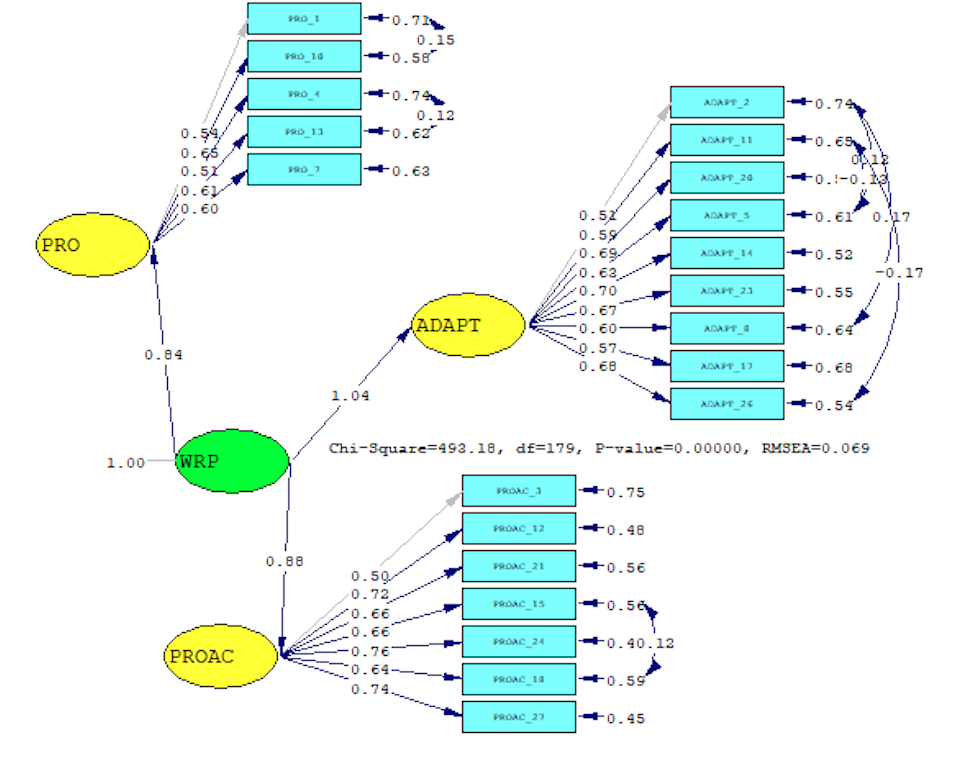 PRO_1
0.71
0.15
PRO_10
0.58
PRO_4
0.74
0.12
PRO_13
0.62
PRO_7
0.63
0.54
0.65
0.51
0.61
0.60
PRO
ADAPT_2
0.74
ADAPT_11
0.65
0.12
ADAPT_20
-0.13
ADAPT_5
0.61
0.17
ADAPT_14
0.52
-0.17
ADAPT_23
0.55
ADAPT_8
0.64
ADAPT_17
0.68
ADAPT_26
0.54
0.51
0.59
0.69
0.63
0.70
0.67
0.60
0.57
0.68
ADAPT
0.84
1.04
1.00
WRP
Chi-Square=493.18, df=179, P-value=0.00000, RMSEA=0.069
0.88
PROAC_3
0.75
PROAC_12
0.48
PROAC_21
0.56
PROAC_15
0.56
PROAC_24
0.40
0.12
PROAC_18
0.59
PROAC_27
0.45
0.50
0.72
0.66
0.66
0.76
0.64
0.74
PROAC